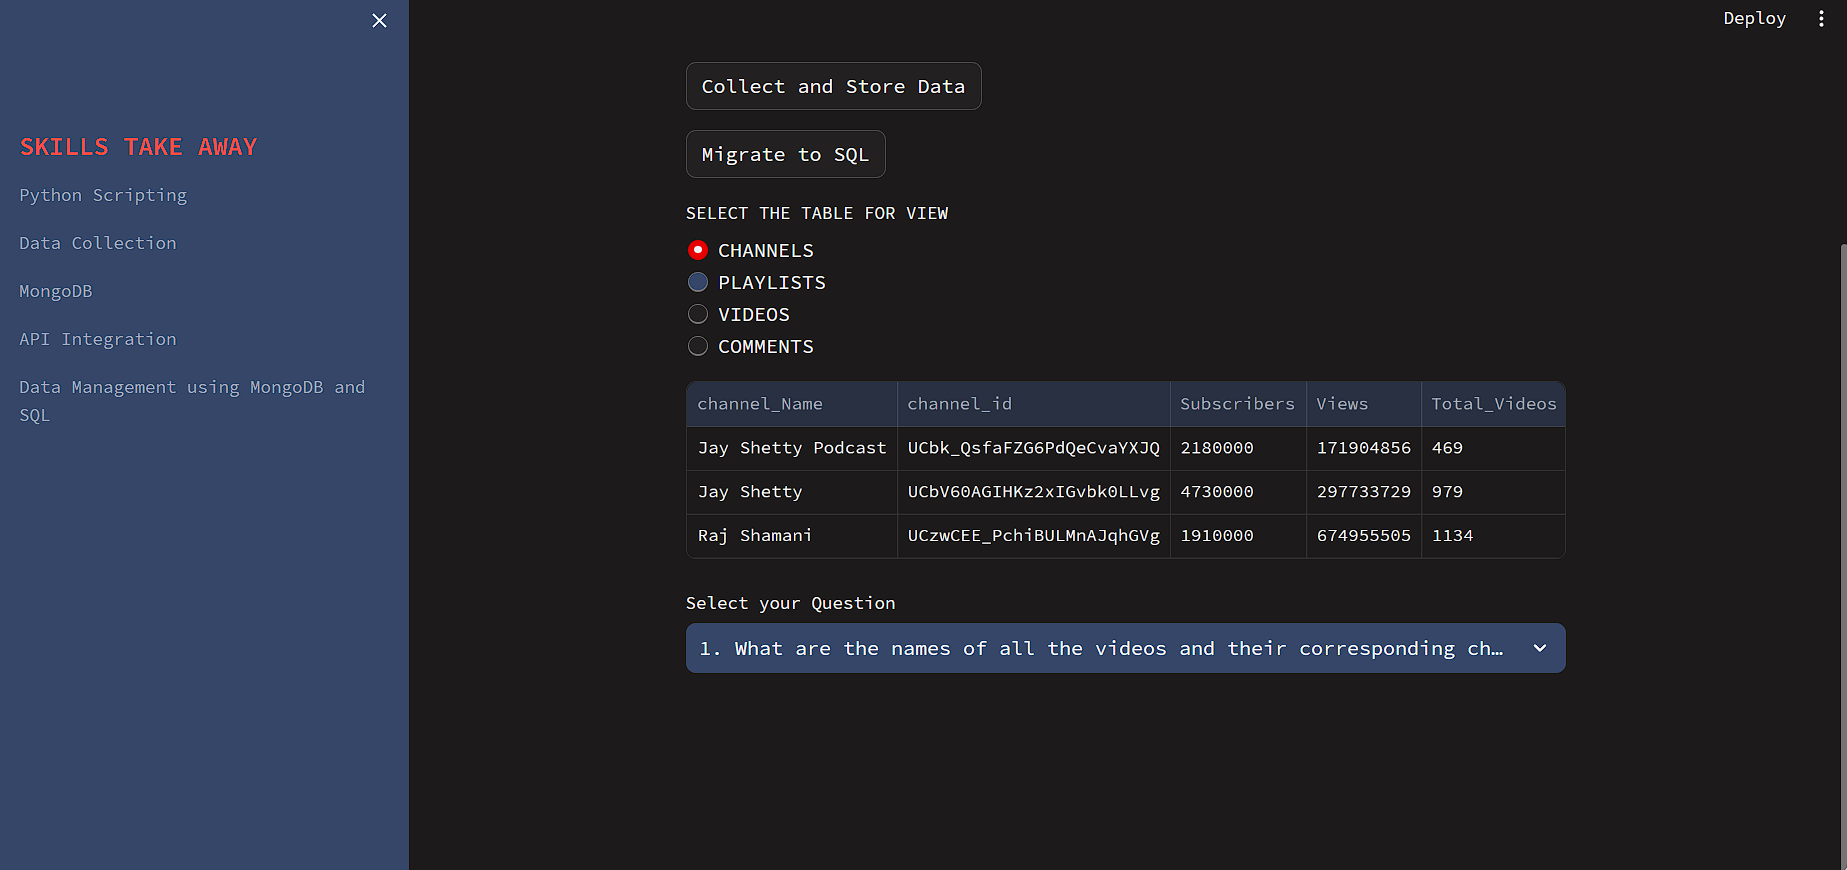 Deploy
SKILLS TAKE AWAY
Python Scripting
Data Collection
MongoDB
API Integration
Data Management using MongoDB and
SQL
Collect and Store Data
Migrate to SQL
SELECT THE TABLE FOR VIEW
CHANNELS
PLAYLISTS
VIDEOS
COMMENTS
channel_Name channel_id Subscribers Views Total_Videos
Jay Shetty Podcast UCbk_QsfaFZG6PdQeCvaYXJQ 2180000 171904856 469
Jay Shetty UCbV60AGIHKz2xIGvbk0LLvg 4730000 297733729 979
Raj Shamani UCzwCEE_PchiBULMnAJqhGVg 1910000 674955505 1134
Select your Question
1. What are the names of all the videos and their corresponding ch…